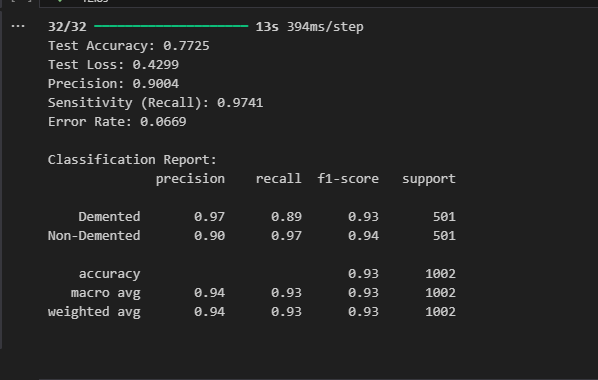 32/32 ━━━━━━━━━━━━━━━━━━━━ 13s 394ms/step
Test Accuracy: 0.7725
Test Loss: 0.4299
Precision: 0.9004
Sensitivity (Recall): 0.9741
Error Rate: 0.0669
Classification Report:
precision recall f1-score support
Demented 0.97 0.89 0.93 501
Non-Demented 0.90 0.97 0.94 501
accuracy 0.93 1002
macro avg 0.94 0.93 0.93 1002
weighted avg 0.94 0.93 0.93 1002